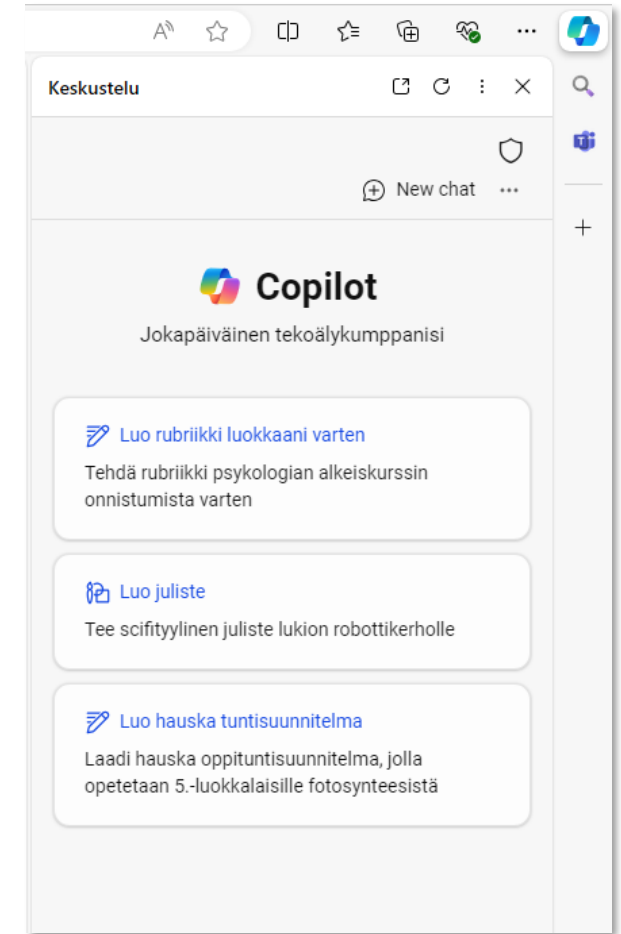 Keskustelu
New chat
Copilot
Jokapäiväinen tekoälykumppanisi
Luo rubriikki luokkaani varten
Tehdä rubriikki psykologian alkeiskurssin
onnistumista varten
Luo juliste
Tee scifityylinen juliste lukion robottikerholle
Luo hauska tuntisuunnitelma
Laadi hauska oppituntisuunnitelma, jolla
opetetaan 5.-luokkalaisille fotosynteesistä